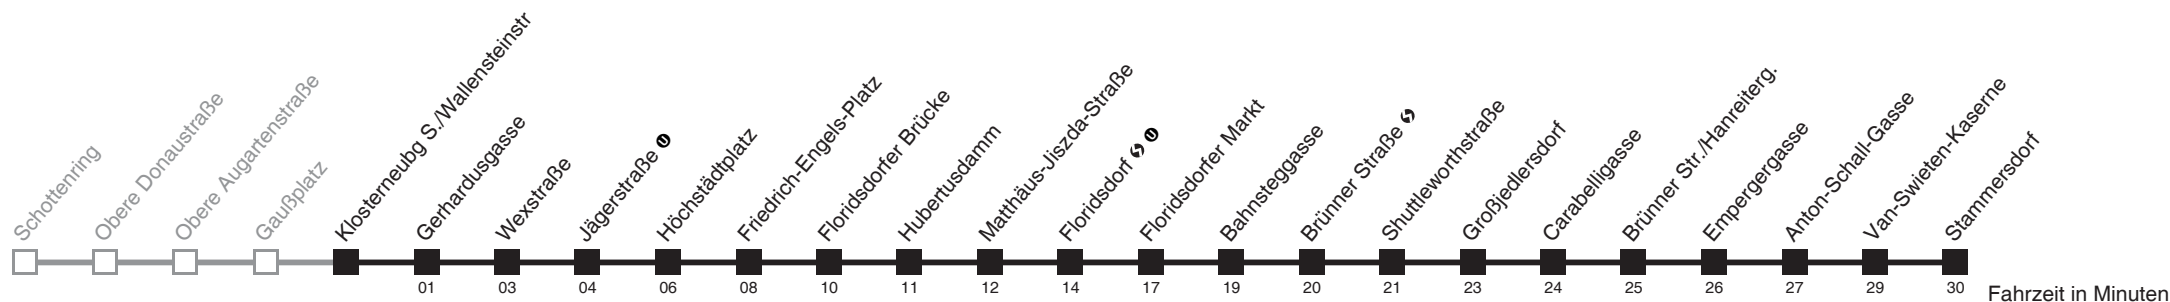 Schottenring
Obere Donaustraße
Obere Augartenstraße
Gaußplatz
Klosterneubg S./Wallensteinstr
Gerhardusgasse
Wexstraße
Jägerstraße U
Höchstädtplatz
Friedrich-Engels-Platz
Floridsdorfer Brücke
Hubertusdamm
Matthäus-Jiszda-Straße
Floridsdorf S U
Floridsdorfer Markt
Bahnsteggasse
Brünner Straße S
Shuttleworthstraße
Großjedlersdorf
Carabelligasse
Brünner Str./Hanreiterg.
Empergergasse
Anton-Schall-Gasse
Van-Swieten-Kaserne
Stammersdorf
01 03 04 06 08 10 11 12 14 17 19 20 21 23 24 25 26 27 29 30 Fahrzeit in Minuten